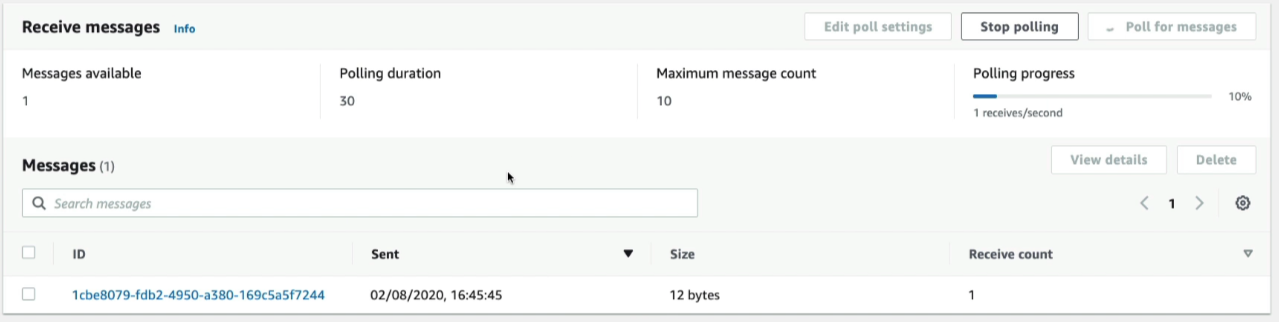 Receive messages Info Edit poll settings Stop polling Poll for messages
Messages available Polling duration Maximum message count Polling progress
1 30 10 10%
1 receives/second
Messages (1) View details Delete
Search messages 1
ID Sent Size Receive count
1cbe8079-fdb2-4950-a380-169c5a5f7244 02/08/2020, 16:45:45 12 bytes 1